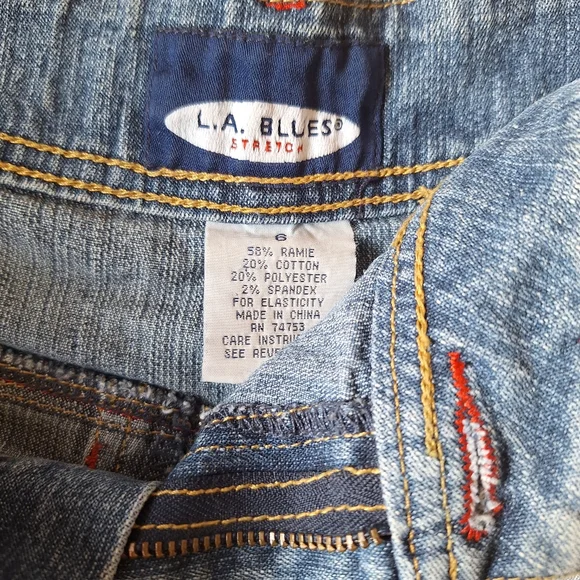 L.A. BLUES®
STRETCH
6
58% RAMIE
20% COTTON
20% POLYESTER
2% SPANDEX
FOR ELASTICITY
MADE IN CHINA
RN 74753
CARE
SEE